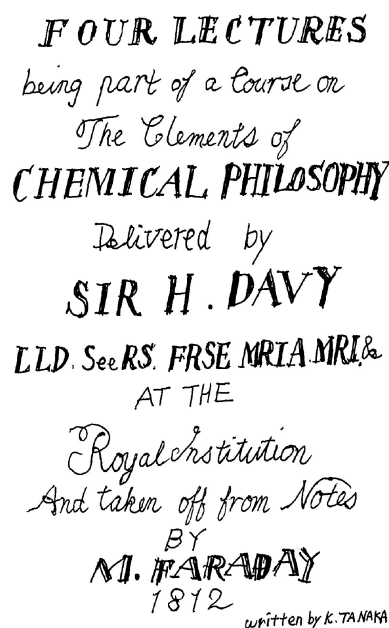 FOUR LECTURES
being part of a Course on
The Elements of
CHEMICAL PHILOSOPHY
Delivered by
SIR H. DAVY
LLD. SecRS. FRSE MRIA. MRI. &c
AT THE
Royal Institution
And taken off from Notes
BY
M. FARADAY
1812
written by K. TANAKA